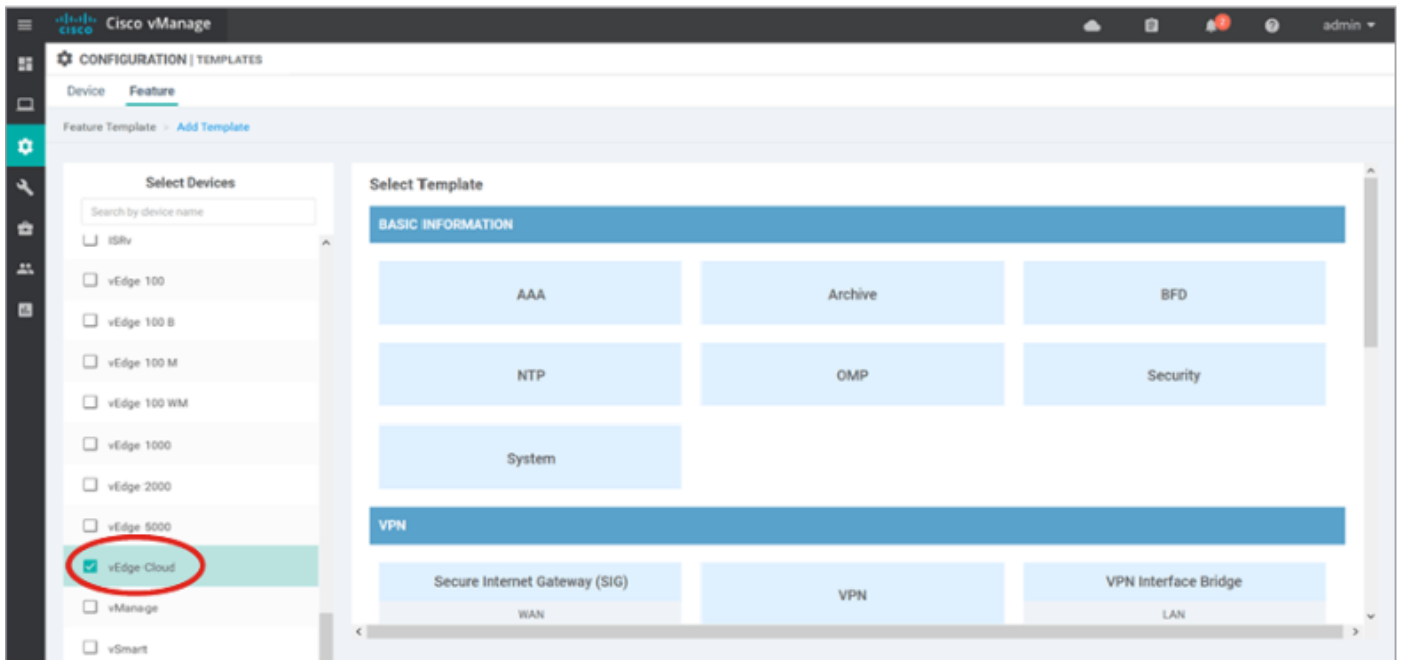 cisco Cisco vManage
2
admin
CONFIGURATION | TEMPLATES
Device Feature
Feature Template > Add Template
Select Devices
Search by device name
ISRv
vEdge 100
vEdge 100 B
vEdge 100 M
vEdge 100 WM
vEdge 1000
vEdge 2000
vEdge 5000
vEdge Cloud
vManage
vSmart
Select Template
BASIC INFORMATION
AAA Archive BFD
NTP OMP Security
System
VPN
Secure Internet Gateway (SIG) VPN VPN Interface Bridge
WAN LAN